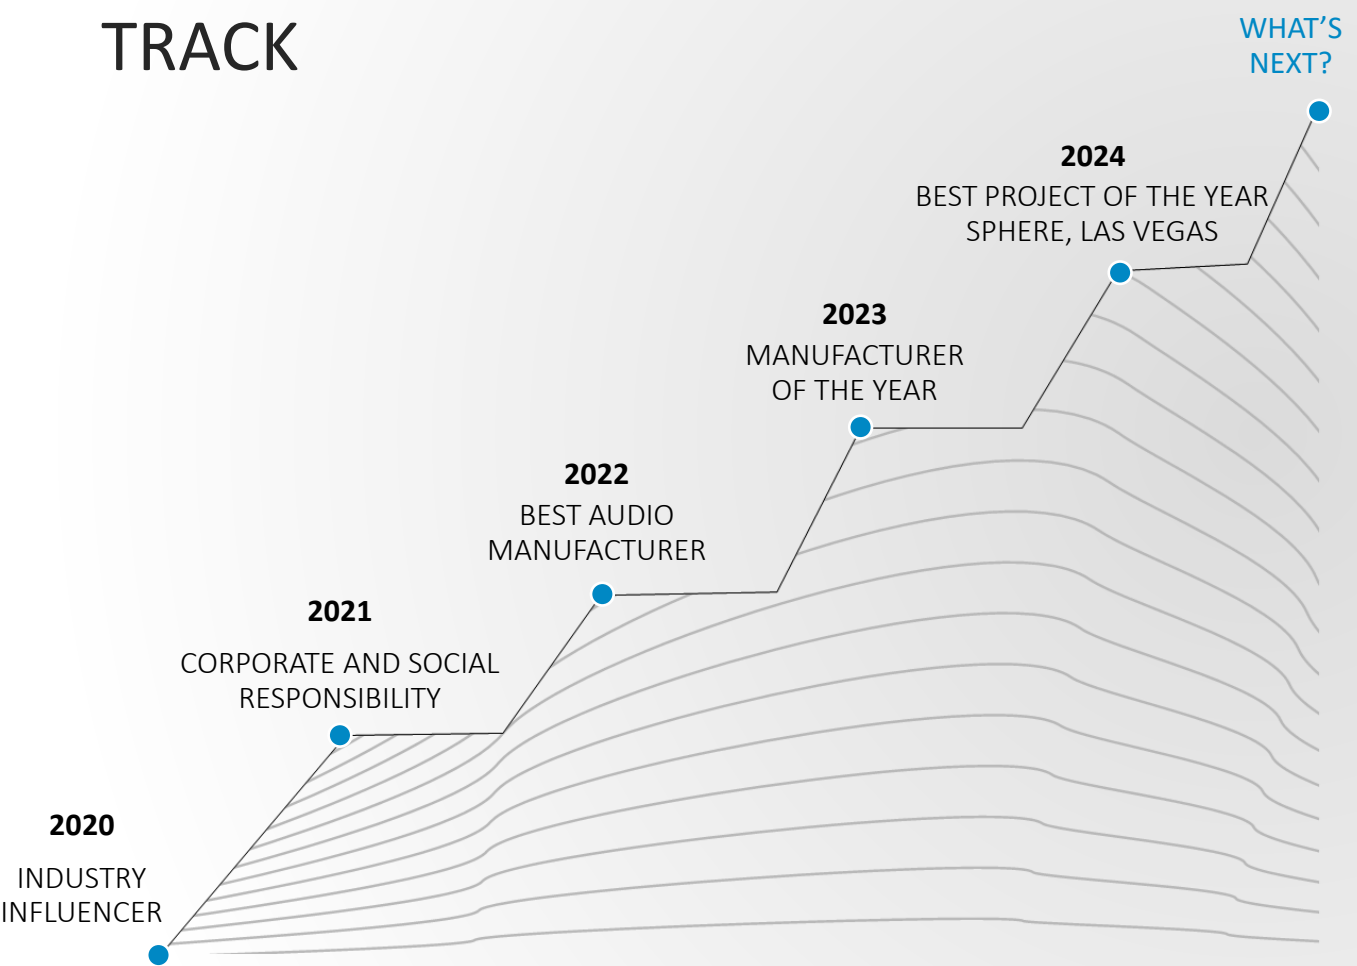 TRACK
WHAT'S
NEXT?
2024
BEST PROJECT OF THE YEAR
SPHERE, LAS VEGAS
2023
MANUFACTURER
OF THE YEAR
2022
BEST AUDIO
MANUFACTURER
2021
CORPORATE AND SOCIAL
RESPONSIBILITY
2020
INDUSTRY
INFLUENCER